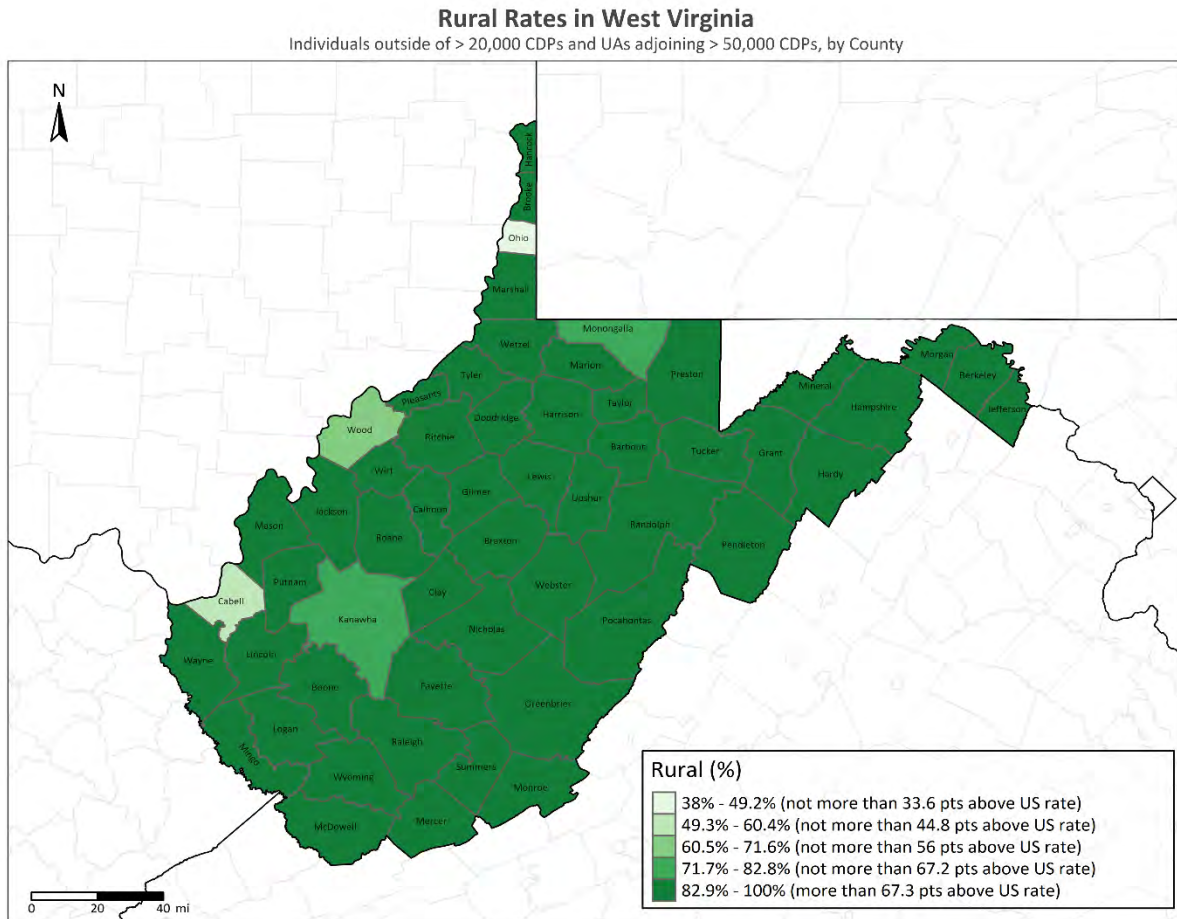 Rural Rates in West Virginia
Individuals outside of > 20,000 CDPs and UAs adjoining > 50,000 CDPs, by County
N
Hancock
Brooke
Ohio
Marshall
Monongalia
Wetzel
Marion
Preston
Morgan
Berkeley
Jefferson
Mineral
Hampshire
Tyler
Pleasants
Doddridge
Harrison
Taylor
Wood
Ritchie
Barbour
Tucker
Grant
Hardy
Wirt
Lewis
Gilmer
Upshur
Calhoun
Jackson
Mason
Roane
Braxton
Randolph
Pendleton
Putnam
Webster
Clay
Cabell
Kanawha
Nicholas
Pocahontas
Wayne
Lincoln
Boone
Fayette
Greenbrier
Logan
Raleigh
Mingo
Summers
Wyoming
Monroe
McDowell
Mercer
Rural (%)
38% - 49.2% (not more than 33.6 pts above US rate)
49.3% - 60.4% (not more than 44.8 pts above US rate)
60.5% - 71.6% (not more than 56 pts above US rate)
71.7% - 82.8% (not more than 67.2 pts above US rate)
82.9% - 100% (more than 67.3 pts above US rate)
0 20 40 mi